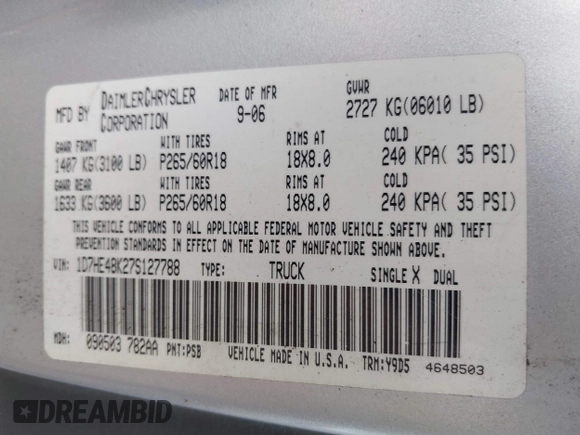 MFD BY DAIMLERCHRYSLER CORPORATION
DATE OF MFR 9-06
GVWR 2727 KG(06010 LB)
GAWR FRONT WITH TIRES RIMS AT COLD
1407 KG(3100 LB) P265/60R18 18X8.0 240 KPA( 35 PSI)
GAWR REAR WITH TIRES RIMS AT COLD
1633 KG(3600 LB) P265/60R18 18X8.0 240 KPA( 35 PSI)
THIS VEHICLE CONFORMS TO ALL APPLICABLE FEDERAL MOTOR VEHICLE SAFETY AND THEFT
PREVENTION STANDARDS IN EFFECT ON THE DATE OF MANUFACTURE SHOWN ABOVE.
VIN: 1D7HE48K27S127788 TYPE: TRUCK SINGLE X DUAL
MDH: 090503 782AA PNT:PSB VEHICLE MADE IN U.S.A. TRM:Y9D5 4648503
DREAMBID